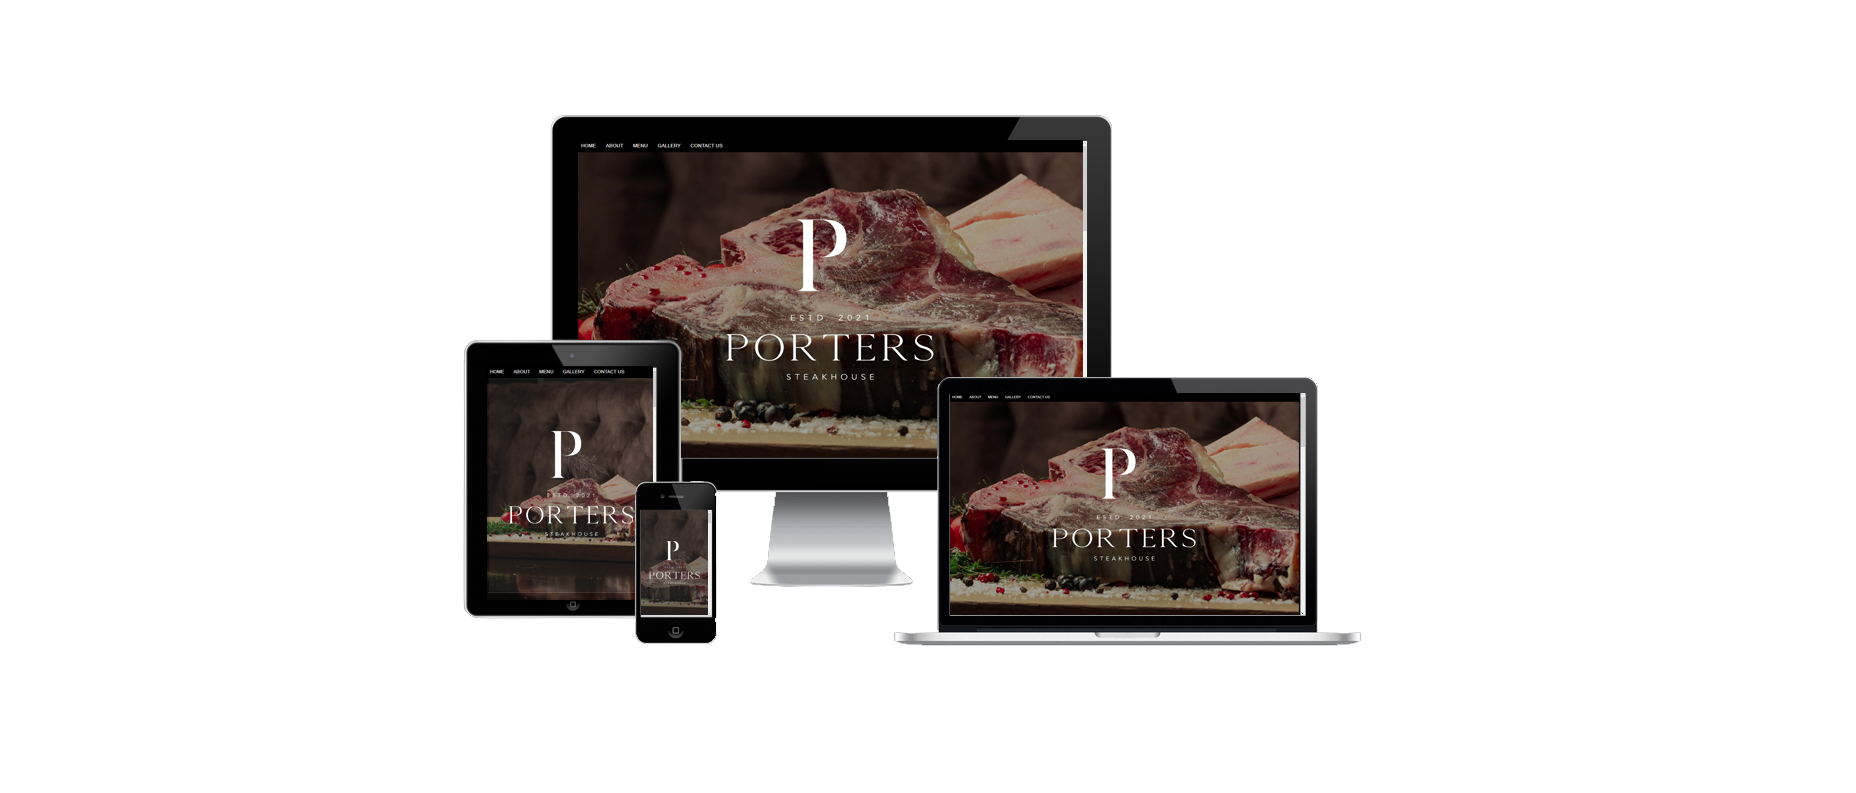 HOME ABOUT MENU GALLERY CONTACT US
P
ESTD 2021
PORTERS
STEAKHOUSE
HOME ABOUT MENU GALLERY CONTACT US
P
ESTD 2021
PORTERS
STEAKHOUSE
P
PORTERS
HOME ABOUT MENU GALLERY CONTACT US
P
ESTD 2021
PORTERS
STEAKHOUSE